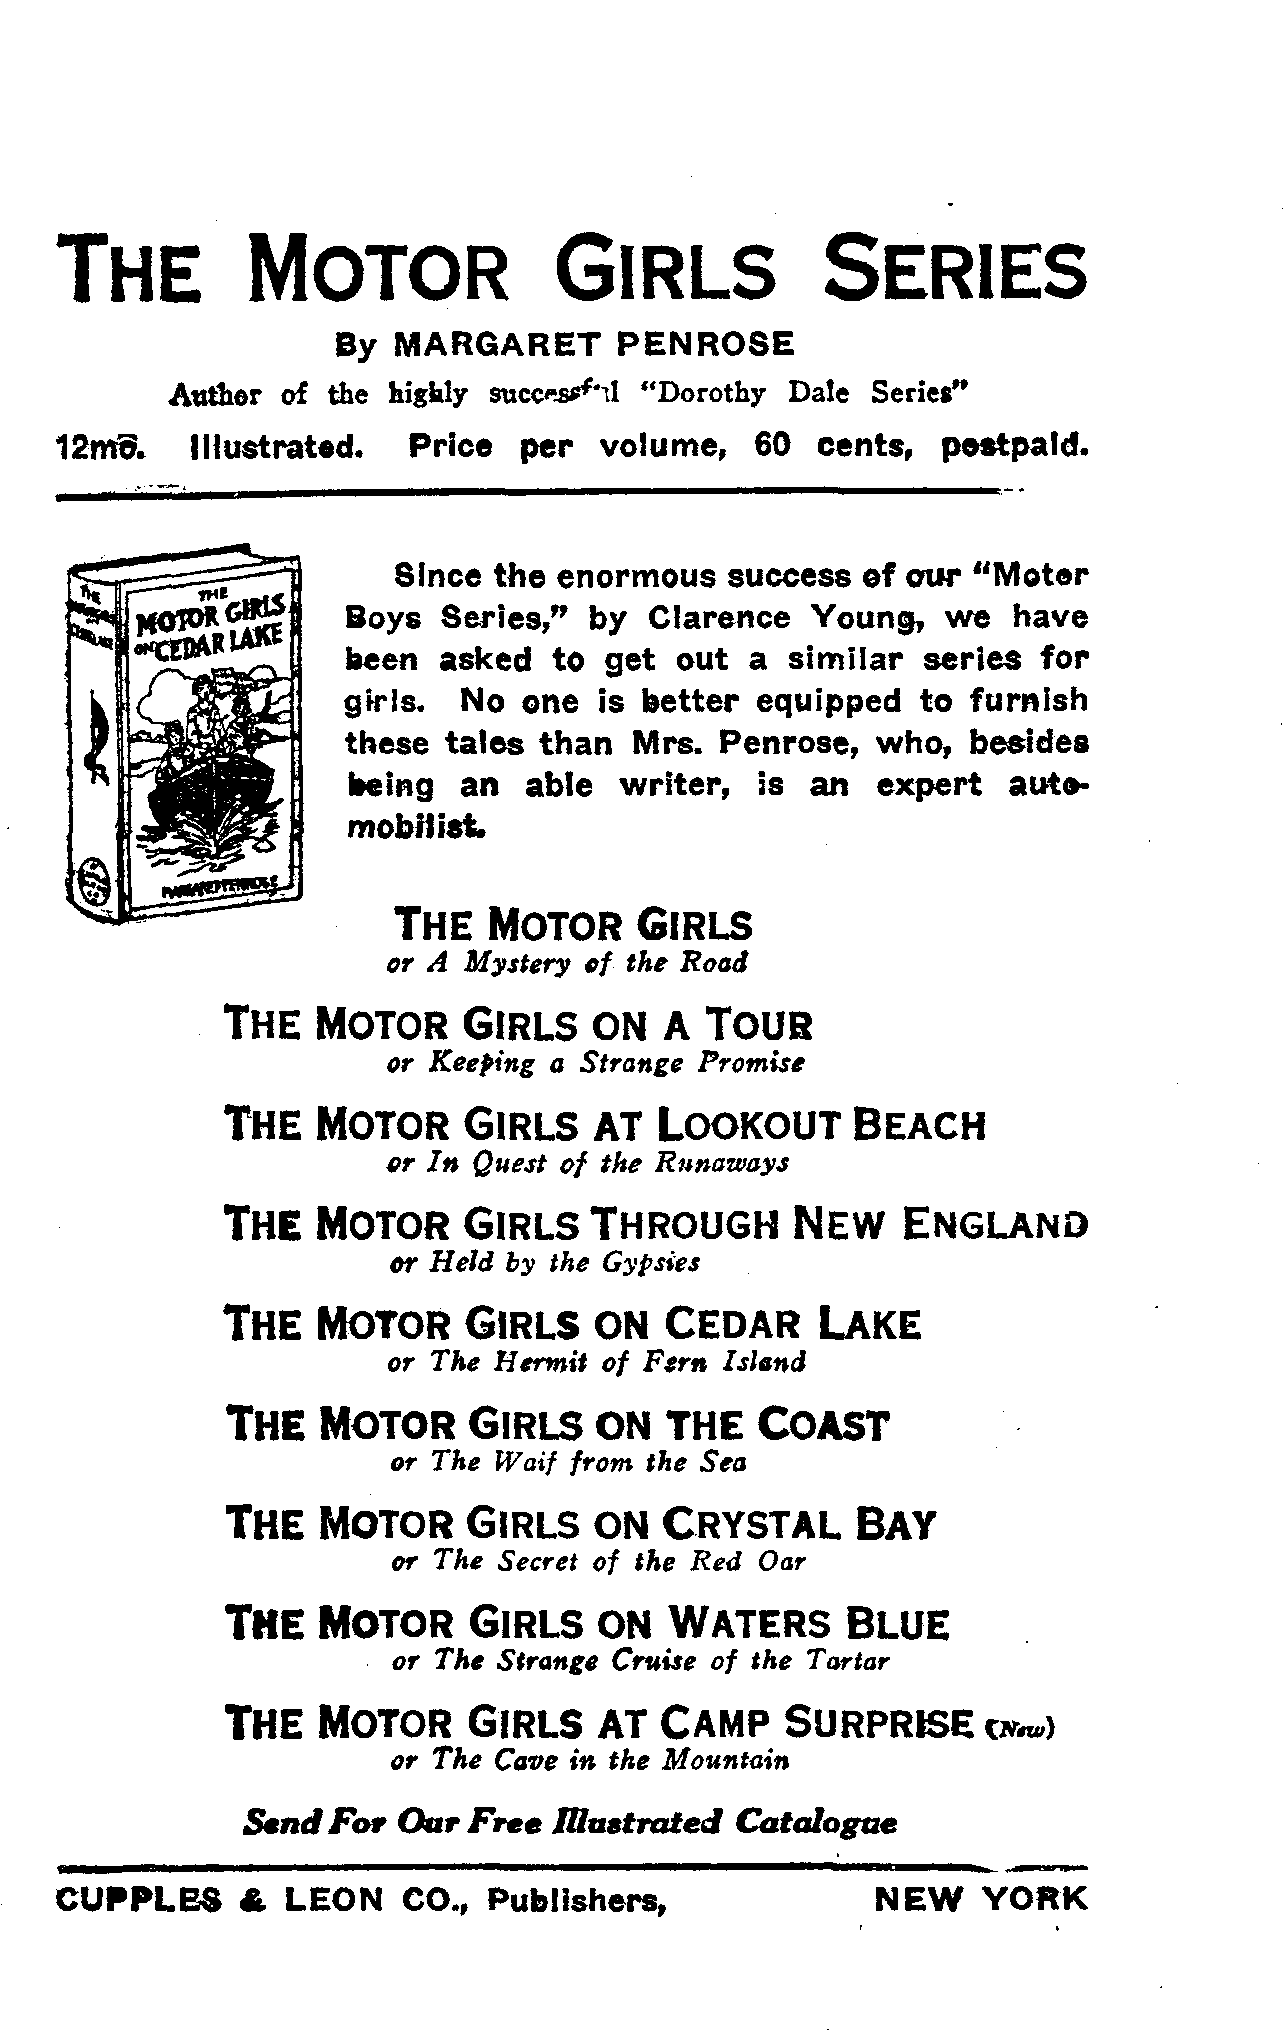 THE MOTOR GIRLS SERIES
By MARGARET PENROSE
Author of the highly successful "Dorothy Dale Series"
12mo. Illustrated. Price per volume, 60 cents, postpaid.
THE
MOTOR GIRLS
ON CEDAR LAKE
MARGARET PENROSE
Since the enormous success of our "Motor
Boys Series," by Clarence Young, we have
been asked to get out a similar series for
girls. No one is better equipped to furnish
these tales than Mrs. Penrose, who, besides
being an able writer, is an expert auto-
mobilist.
THE MOTOR GIRLS
or A Mystery of the Road
THE MOTOR GIRLS ON A TOUR
or Keeping a Strange Promise
THE MOTOR GIRLS AT LOOKOUT BEACH
or In Quest of the Runaways
THE MOTOR GIRLS THROUGH NEW ENGLAND
or Held by the Gypsies
THE MOTOR GIRLS ON CEDAR LAKE
or The Hermit of Fern Island
THE MOTOR GIRLS ON THE COAST
or The Waif from the Sea
THE MOTOR GIRLS ON CRYSTAL BAY
or The Secret of the Red Oar
THE MOTOR GIRLS ON WATERS BLUE
or The Strange Cruise of the Tartar
THE MOTOR GIRLS AT CAMP SURPRISE (New)
or The Cave in the Mountain
Send For Our Free Illustrated Catalogue
CUPPLES & LEON CO., Publishers, NEW YORK